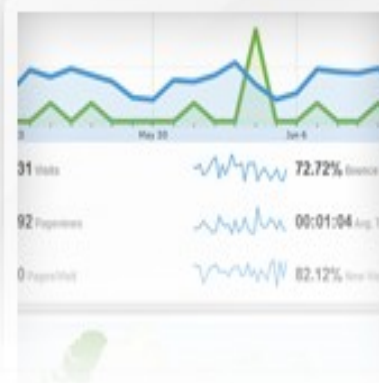 May 30 Jun 6
31 Visits 72.72% Bounce
92 Pageviews 00:01:04 Avg. T
0 Pages/Visit 82.12% New Vis